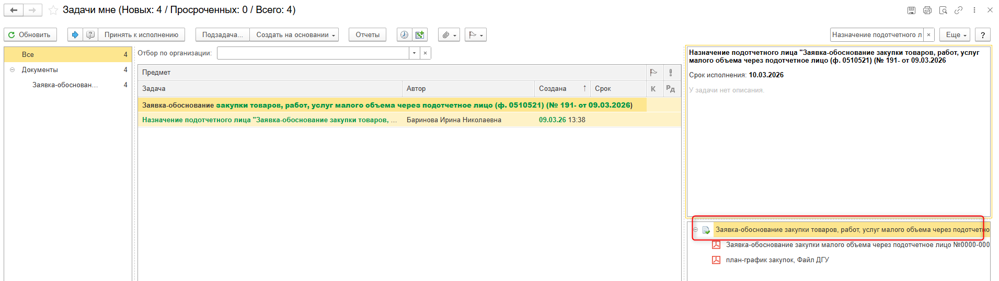 Задачи мне (Новых: 4 / Просроченных: 0 / Всего: 4)
Обновить
Принять к исполнению
Подзадача...
Создать на основании
Отчеты
Назначение подотчетного л
×
Еще
?
Все 4
Документы 4
Заявка-обоснован... 4
Отбор по организации:
×
Предмет
Задача Автор Создана ↑ Срок К Рд
Заявка-обоснование закупки товаров, работ, услуг малого объема через подотчетное лицо (ф. 0510521) (№ 191- от 09.03.2026)
Назначение подотчетного лица "Заявка-обоснование закупки товаров, ... Баринова Ирина Николаевна 09.03.26 13:38
Назначение подотчетного лица "Заявка-обоснование закупки товаров, работ, услуг
малого объема через подотчетное лицо (ф. 0510521) (№ 191- от 09.03.2026
Срок исполнения: 10.03.2026
У задачи нет описания.
Заявка-обоснование закупки товаров, работ, услуг малого объема через подотчетно
Заявка-обоснование закупки малого объема через подотчетное лицо №0000-000
план-график закупок, Файл ДГУ